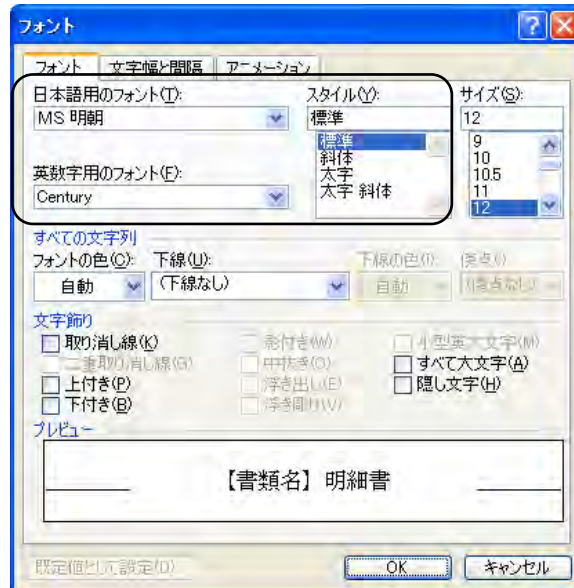 フォント
フォント 文字幅と間隔 アニメーション
日本語用のフォント(T): スタイル(Y): サイズ(S):
MS 明朝 標準 12
標準 9
斜体 10
英数字用のフォント(F): 太字 10.5
太字 斜体 11
Century 12
すべての文字列
フォントの色(C): 下線(U): 下線の色(I): 傍点(:)
自動 (下線なし) 自動 (傍点なし)
文字飾り
取り消し線(K) 影付き(W) 小型英大文字(M)
二重取り消し線(G) 中抜き(O) すべて大文字(A)
上付き(P) 浮き出し(E) 隠し文字(H)
下付き(B) 浮き彫り(V)
プレビュー
【書類名】 明細書
既定値として設定(D) OK キャンセル